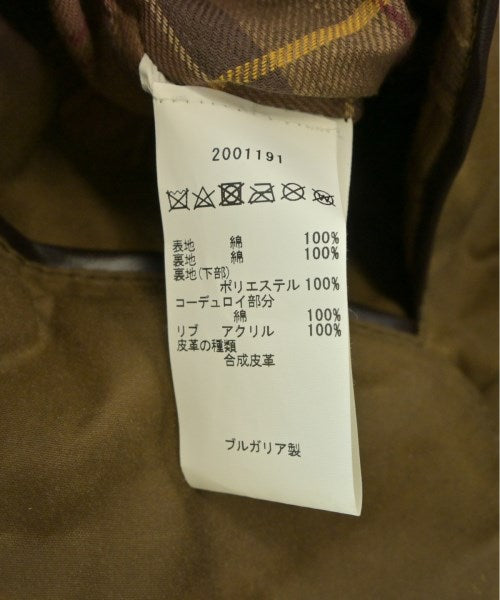 2001191
表地 綿 100%
裏地 綿 100%
裏地(下部)
ポリエステル 100%
コーデュロイ部分
綿 100%
リブ アクリル 100%
皮革の種類
合成皮革
ブルガリア製